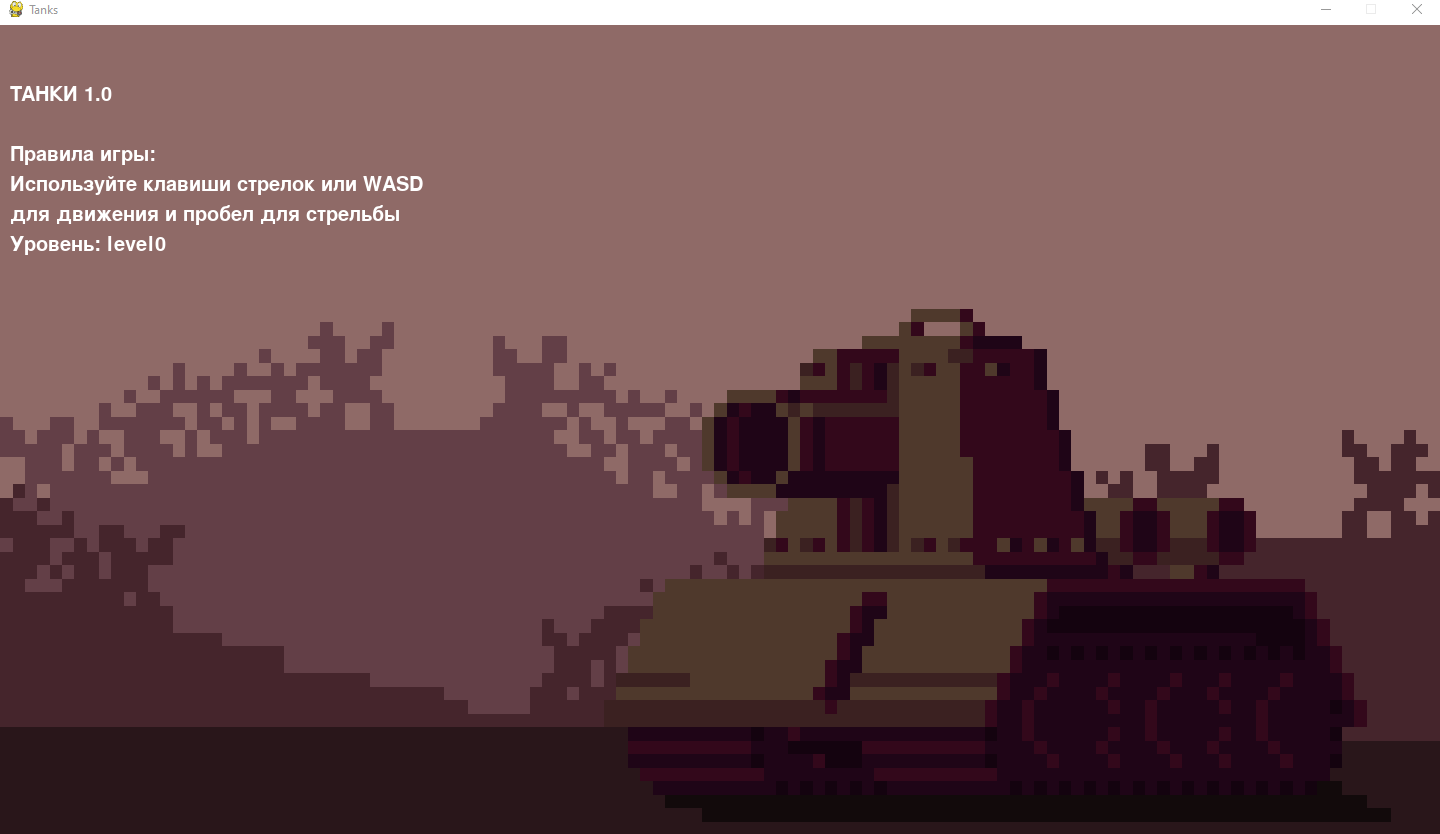 Tanks
ТАНКИ 1.0
Правила игры:
Используйте клавиши стрелок или WASD
для движения и пробел для стрельбы
Уровень: level0